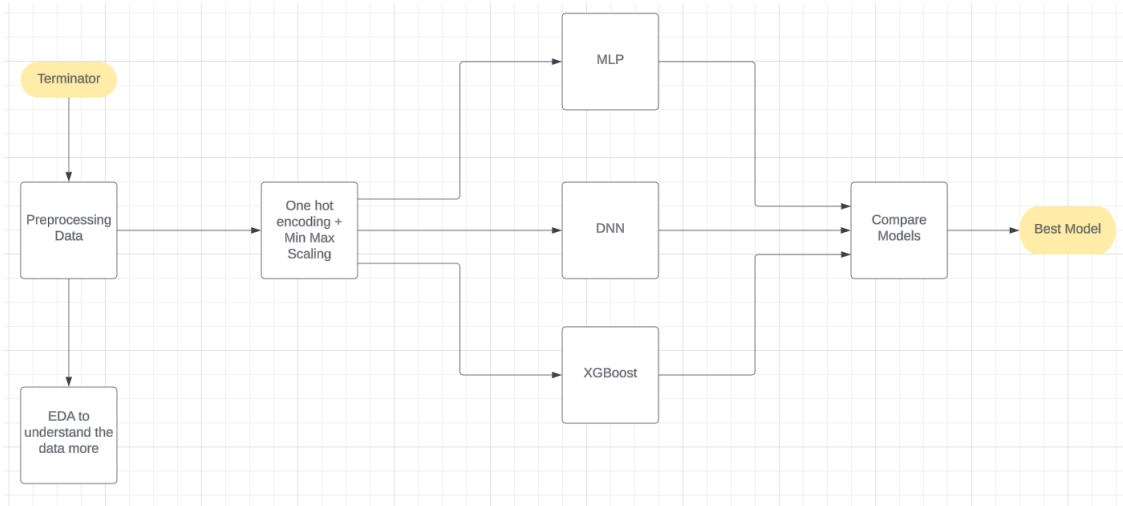 Terminator
Preprocessing
Data
EDA to
understand the
data more
One hot
encoding +
Min Max
Scaling
MLP
DNN
XGBoost
Compare
Models
Best Model